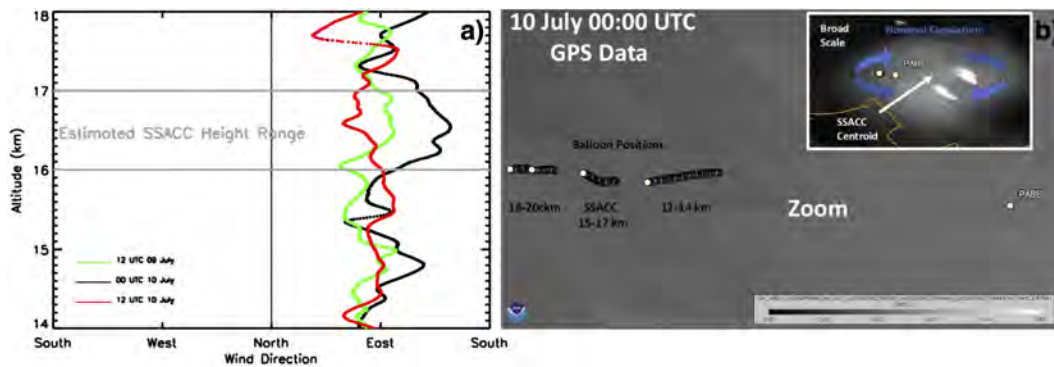 a)
18
17
16
15
14
Altitude (km)
Estimated SSACC Height Range
12 UTC 09 July
00 UTC 10 July
12 UTC 10 July
South West North East South
Wind Direction
10 July 00:00 UTC
GPS Data
b)
Broad
Scale
PABE
SSACC
Centroid
Balloon Positions
18-20km
SSACC
15-17 km
12-14 km
Zoom
PABE